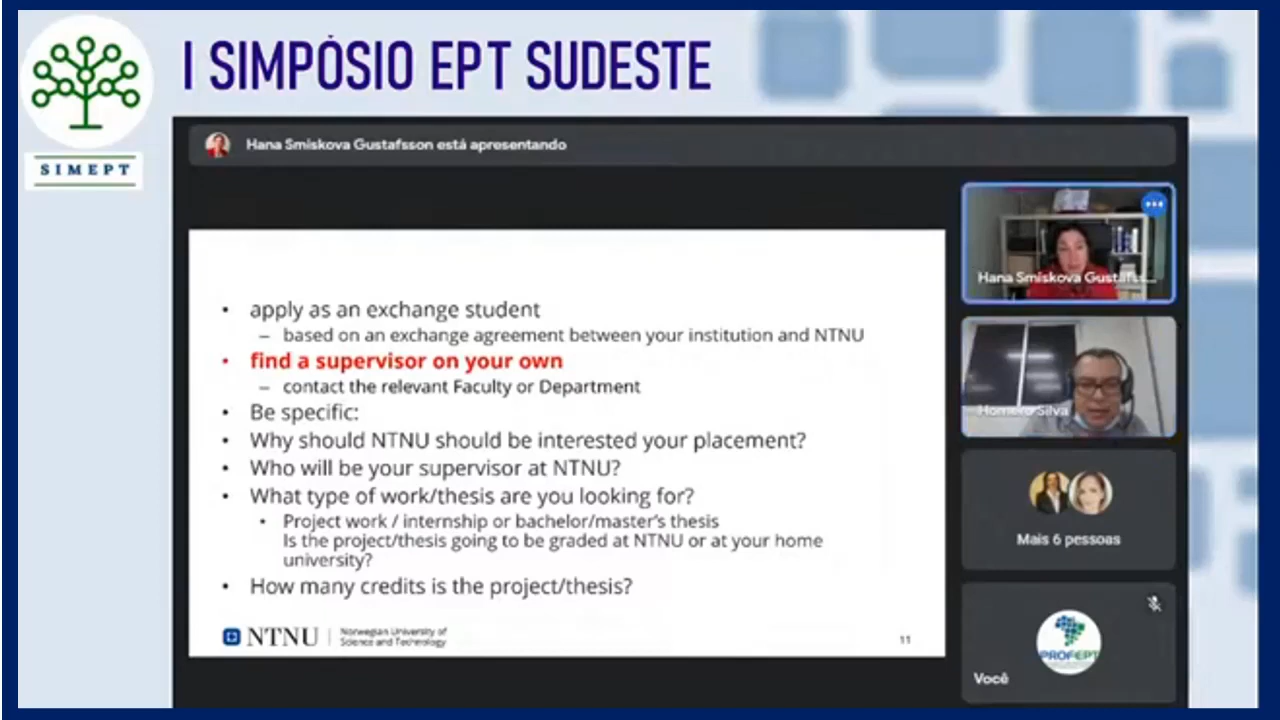 I SIMPÓSIO EPT SUDESTE
SIMEPT
Hana Smiskova Gustafsson está apresentando
• apply as an exchange student
– based on an exchange agreement between your institution and NTNU
• find a supervisor on your own
– contact the relevant Faculty or Department
• Be specific:
• Why should NTNU should be interested your placement?
• Who will be your supervisor at NTNU?
• What type of work/thesis are you looking for?
• Project work / internship or bachelor/master's thesis
Is the project/thesis going to be graded at NTNU or at your home
university?
• How many credits is the project/thesis?
NTNU
Norwegian University of
Science and Technology
11
Hana Smiskova Gustafss...
Homero Silva
Mais 6 pessoas
PROFEPT
Você